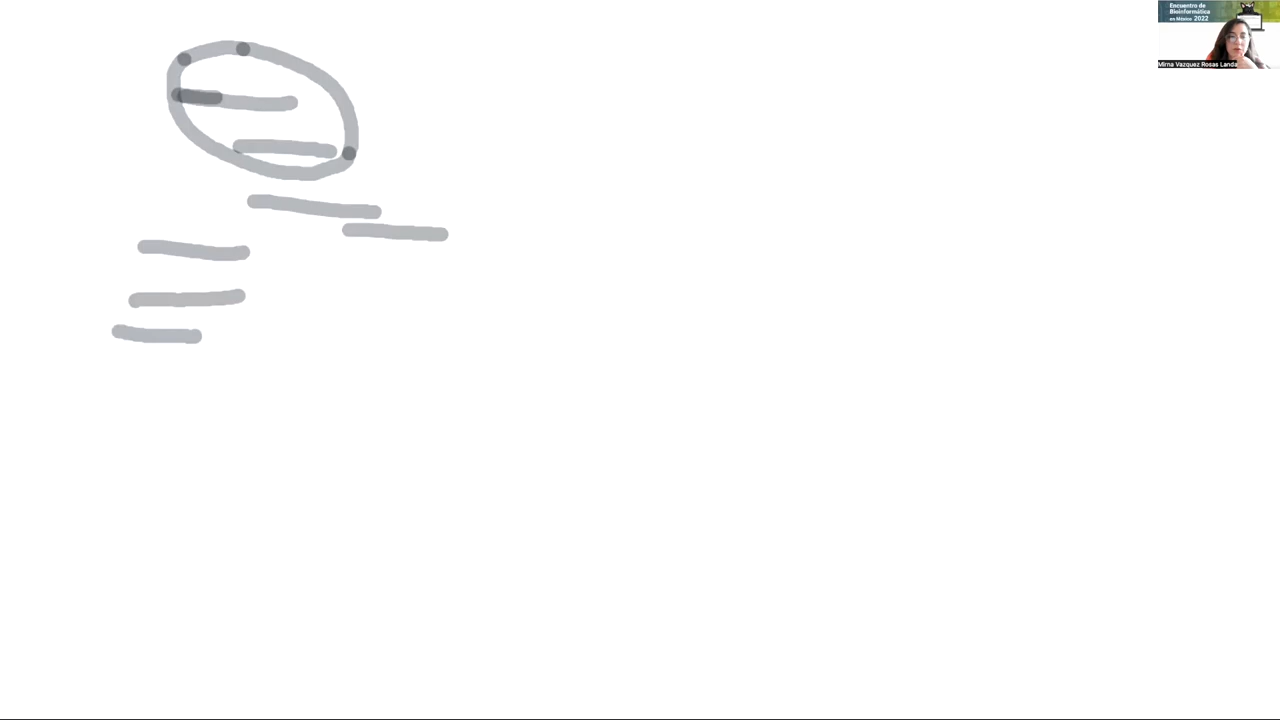 Encuentro de
Bioinformática
en México 2022
Mirna Vazquez Rosas Landa